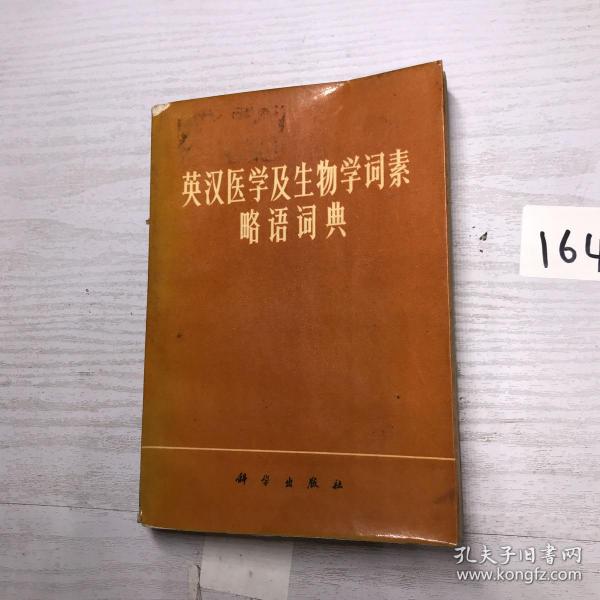 英汉医学及生物学词素
略语词典
164
科学出版社
孔夫子旧书网
www.kongfz.com